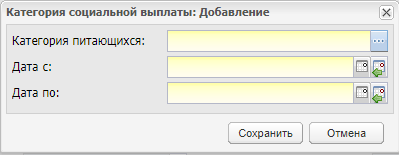 Категория социальной выплаты: Добавление
Категория питающихся:
Дата с:
Дата по:
Сохранить Отмена